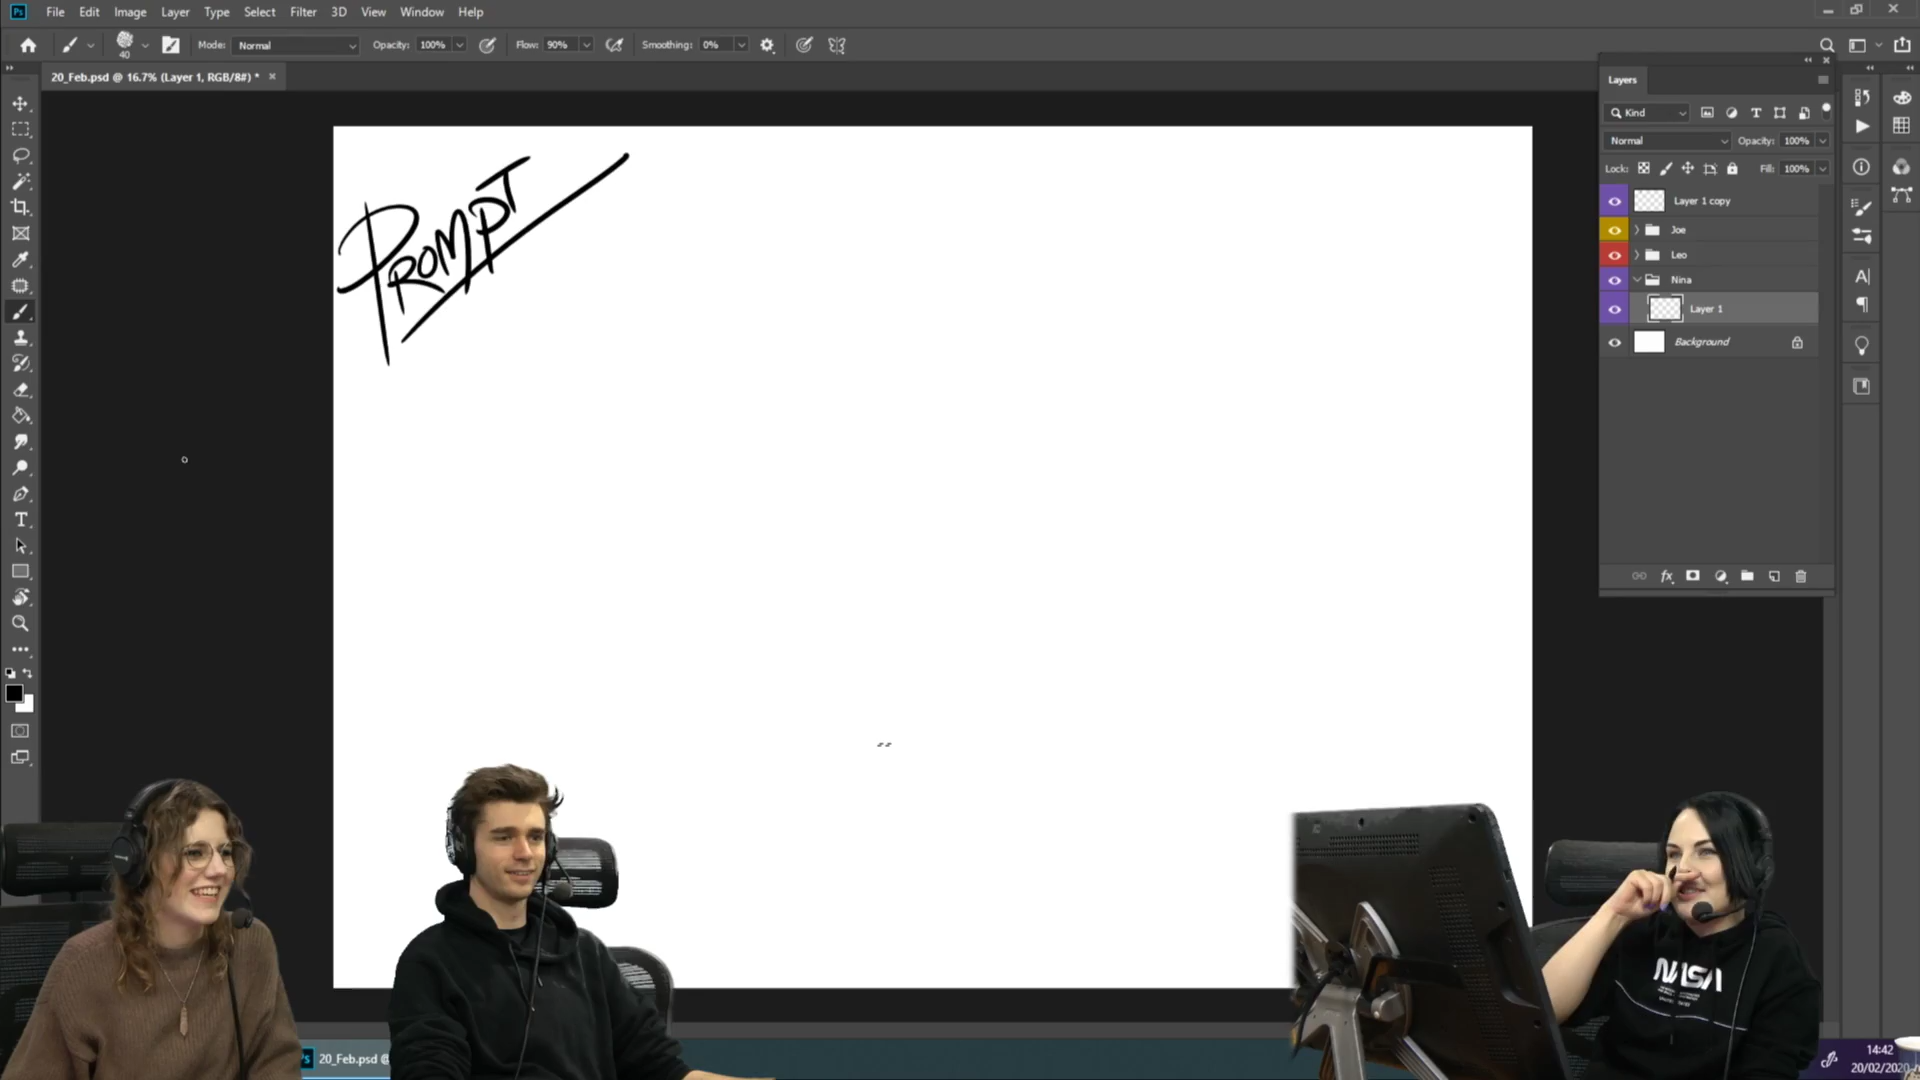 Ps File Edit Image Layer Type Select Filter 3D View Window Help
40 Mode: Normal Opacity: 100% Flow: 90% Smoothing: 0%
20_Feb.psd @ 16.7% (Layer 1, RGB/8#) *
Layers
Kind
Normal Opacity: 100%
Lock: Fill: 100%
Layer 1 copy
Joe
Leo
Nina
Layer 1
Background
PROMPT
NASA
20_Feb.psd @
14:42
20/02/2020